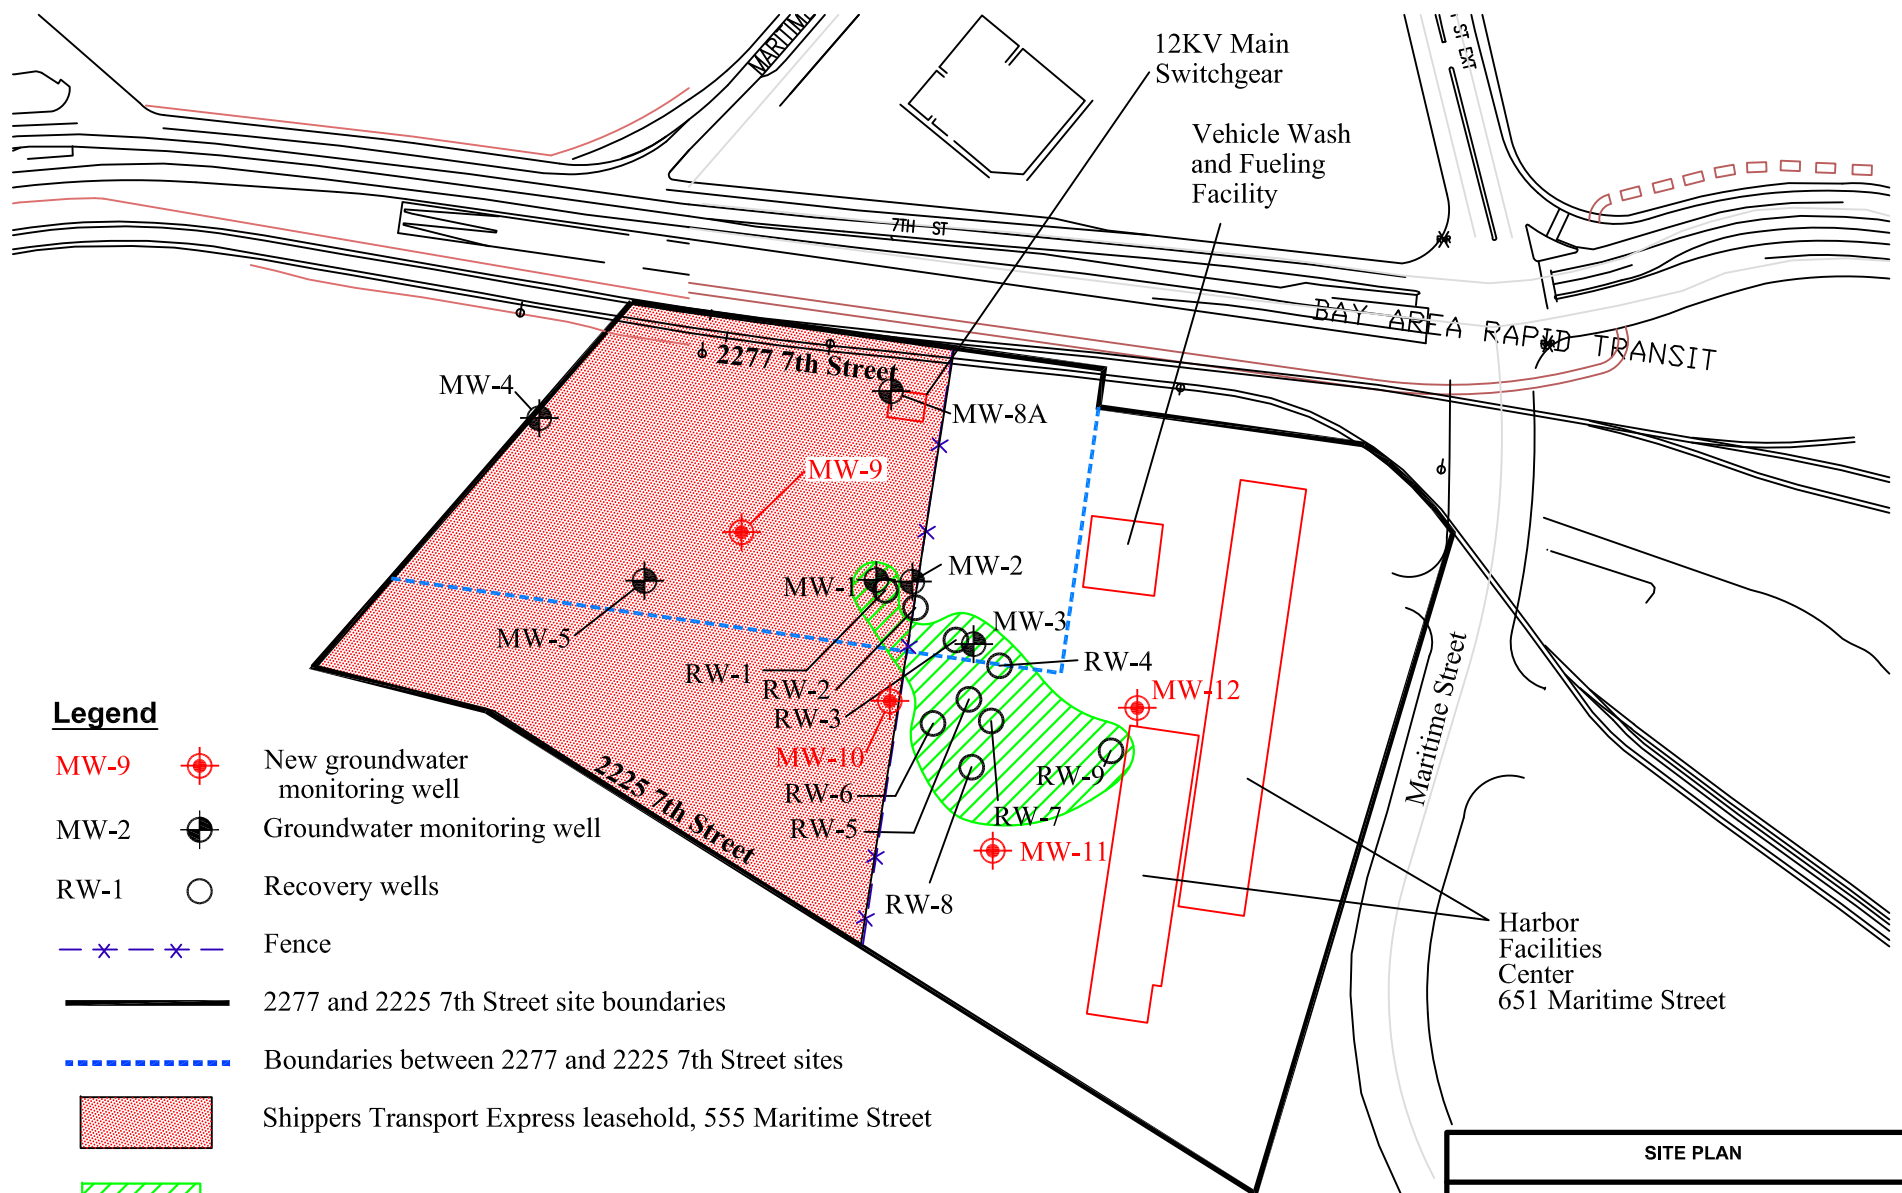 MARITIME
12KV Main
Switchgear
ST EXT
Vehicle Wash
and Fueling
Facility
7TH ST
BAY AREA RAPID TRANSIT
2277 7th Street
MW-4
MW-8A
MW-9
MW-1
MW-2
MW-5
MW-3
RW-1
RW-2
RW-4
RW-3
MW-12
MW-10
RW-9
RW-6
RW-7
RW-5
MW-11
RW-8
2225 7th Street
Maritime Street
Harbor
Facilities
Center
651 Maritime Street
Legend
MW-9
New groundwater
monitoring well
MW-2
Groundwater monitoring well
RW-1
Recovery wells
Fence
2277 and 2225 7th Street site boundaries
Boundaries between 2277 and 2225 7th Street sites
Shippers Transport Express leasehold, 555 Maritime Street
SITE PLAN